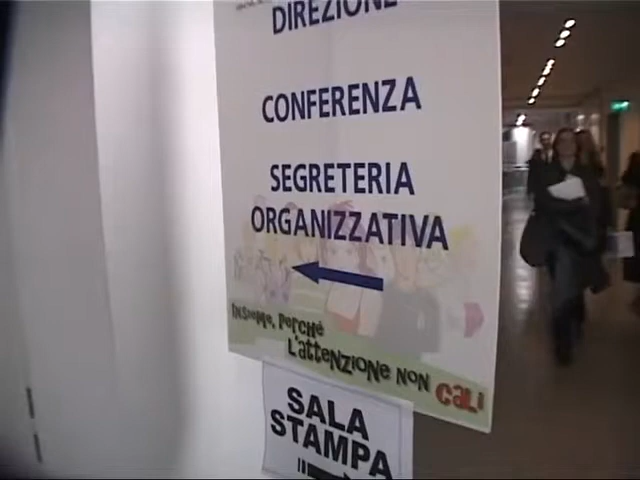 DIREZIONE
CONFERENZA
SEGRETERIA
ORGANIZZATIVA
Insieme, perché
l'attenzione non cali
SALA
STAMPA